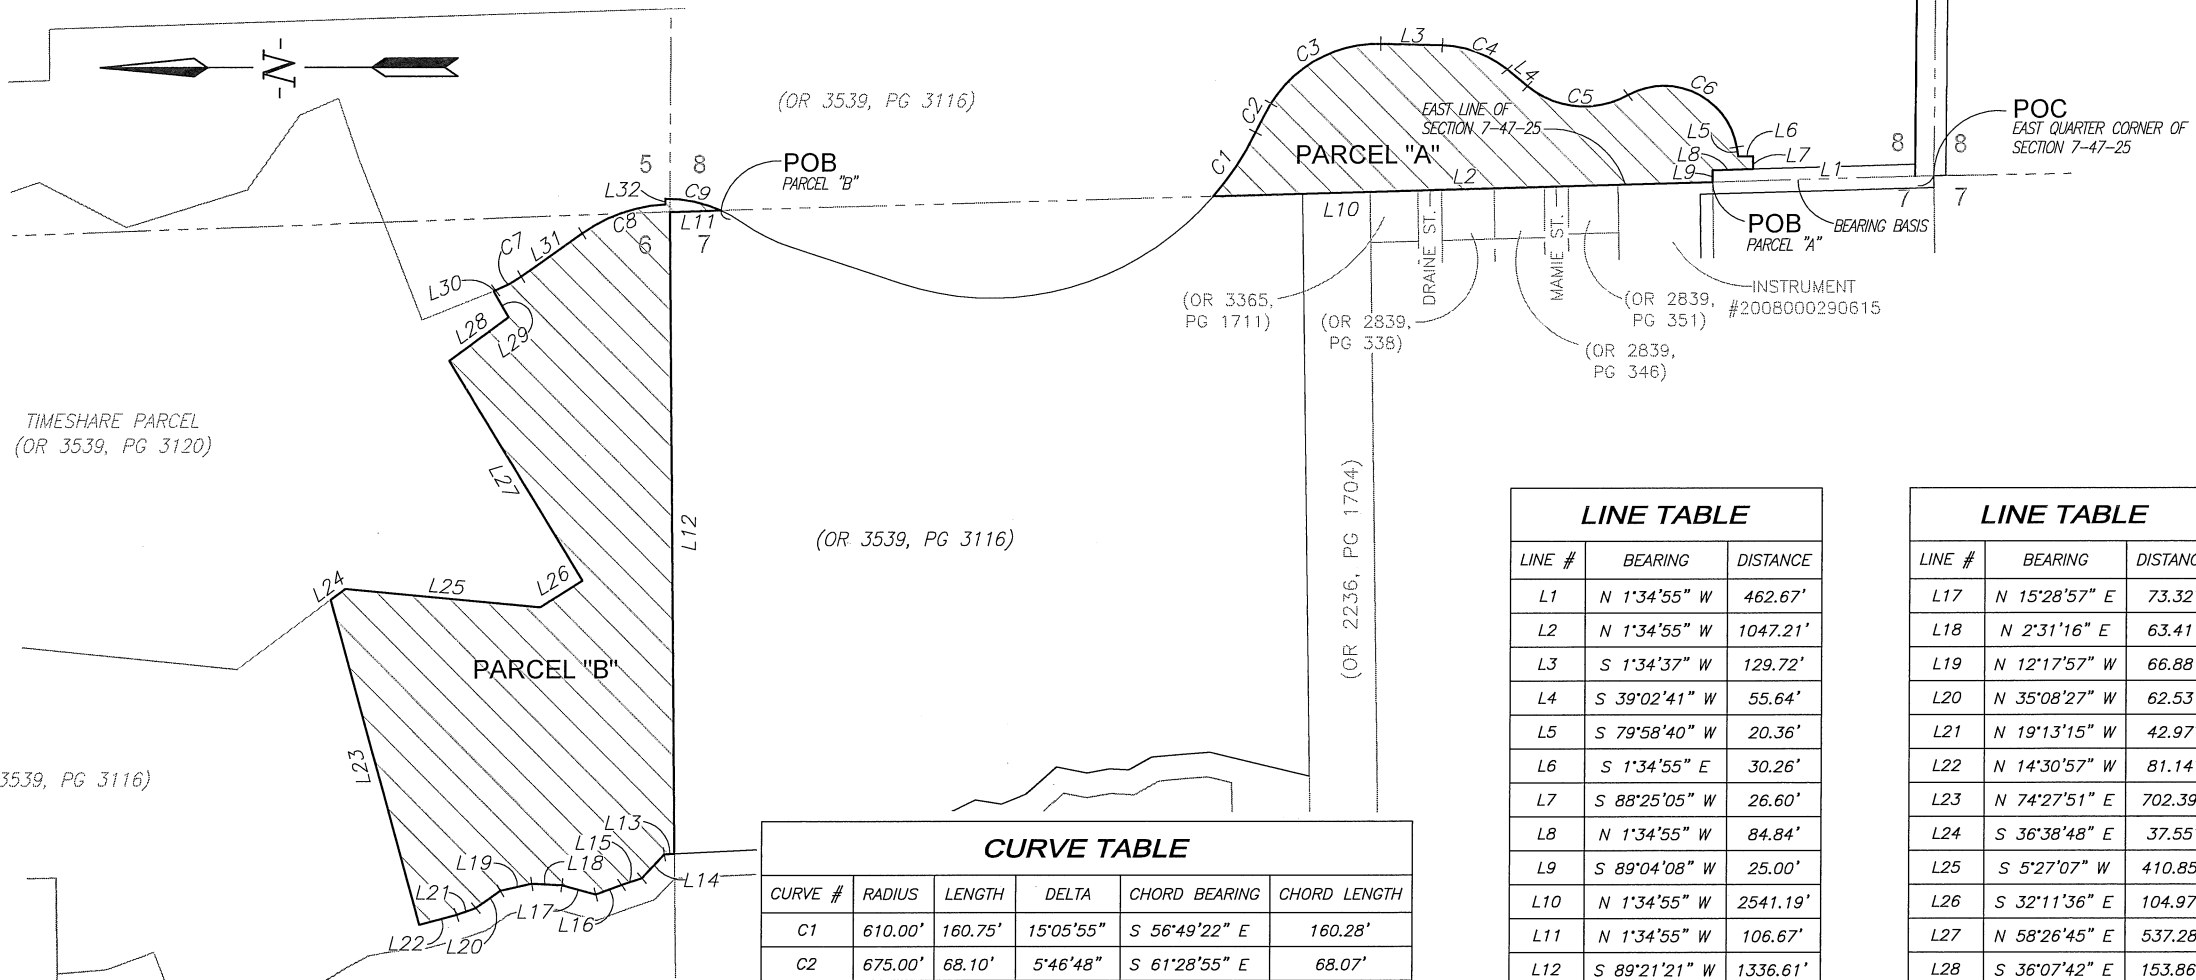 -N-
(OR 3539, PG 3116)
5 8
6 7
POB
PARCEL "B"
L32
C9
C8
L11
C7
L31
L30
L28
L29
L27
L12
L24
L25
L26
TIMESHARE PARCEL
(OR 3539, PG 3120)
PARCEL "B"
L23
3539, PG 3116)
L13
L15
L14
L19
L18
L21
L17
L16
L22
L20
(OR 3539, PG 3116)
C3
L3
C4
L4
C2
C1
C5
C6
EAST LINE OF
SECTION 7-47-25
PARCEL "A"
L2
L5
L6
L8
L7
L9
L1
L10
8 8
7 7
POC
EAST QUARTER CORNER OF
SECTION 7-47-25
POB
PARCEL "A"
BEARING BASIS
DRAINE ST.
MAMIE ST.
(OR 3365,
PG 1711)
(OR 2839,
PG 338)
(OR 2839,
PG 351)
(OR 2839,
PG 346)
INSTRUMENT
#2008000290615
(OR 2236, PG 1704)
LINE TABLE
LINE # BEARING DISTANCE
L1 N 1°34'55" W 462.67'
L2 N 1°34'55" W 1047.21'
L3 S 1°34'37" W 129.72'
L4 S 39°02'41" W 55.64'
L5 S 79°58'40" W 20.36'
L6 S 1°34'55" E 30.26'
L7 S 88°25'05" W 26.60'
L8 N 1°34'55" W 84.84'
L9 S 89°04'08" W 25.00'
L10 N 1°34'55" W 2541.19'
L11 N 1°34'55" W 106.67'
L12 S 89°21'21" W 1336.61'
LINE TABLE
LINE # BEARING DISTANC
L17 N 15°28'57" E 73.32
L18 N 2°31'16" E 63.41
L19 N 12°17'57" W 66.88
L20 N 35°08'27" W 62.53
L21 N 19°13'15" W 42.97
L22 N 14°30'57" W 81.14
L23 N 74°27'51" E 702.39
L24 S 36°38'48" E 37.55
L25 S 5°27'07" W 410.85
L26 S 32°11'36" E 104.97
L27 N 58°26'45" E 537.28
L28 S 36°07'42" E 153.86
CURVE TABLE
CURVE # RADIUS LENGTH DELTA CHORD BEARING CHORD LENGTH
C1 610.00' 160.75' 15°05'55" S 56°49'22" E 160.28'
C2 675.00' 68.10' 5°46'48" S 61°28'55" E 68.07'